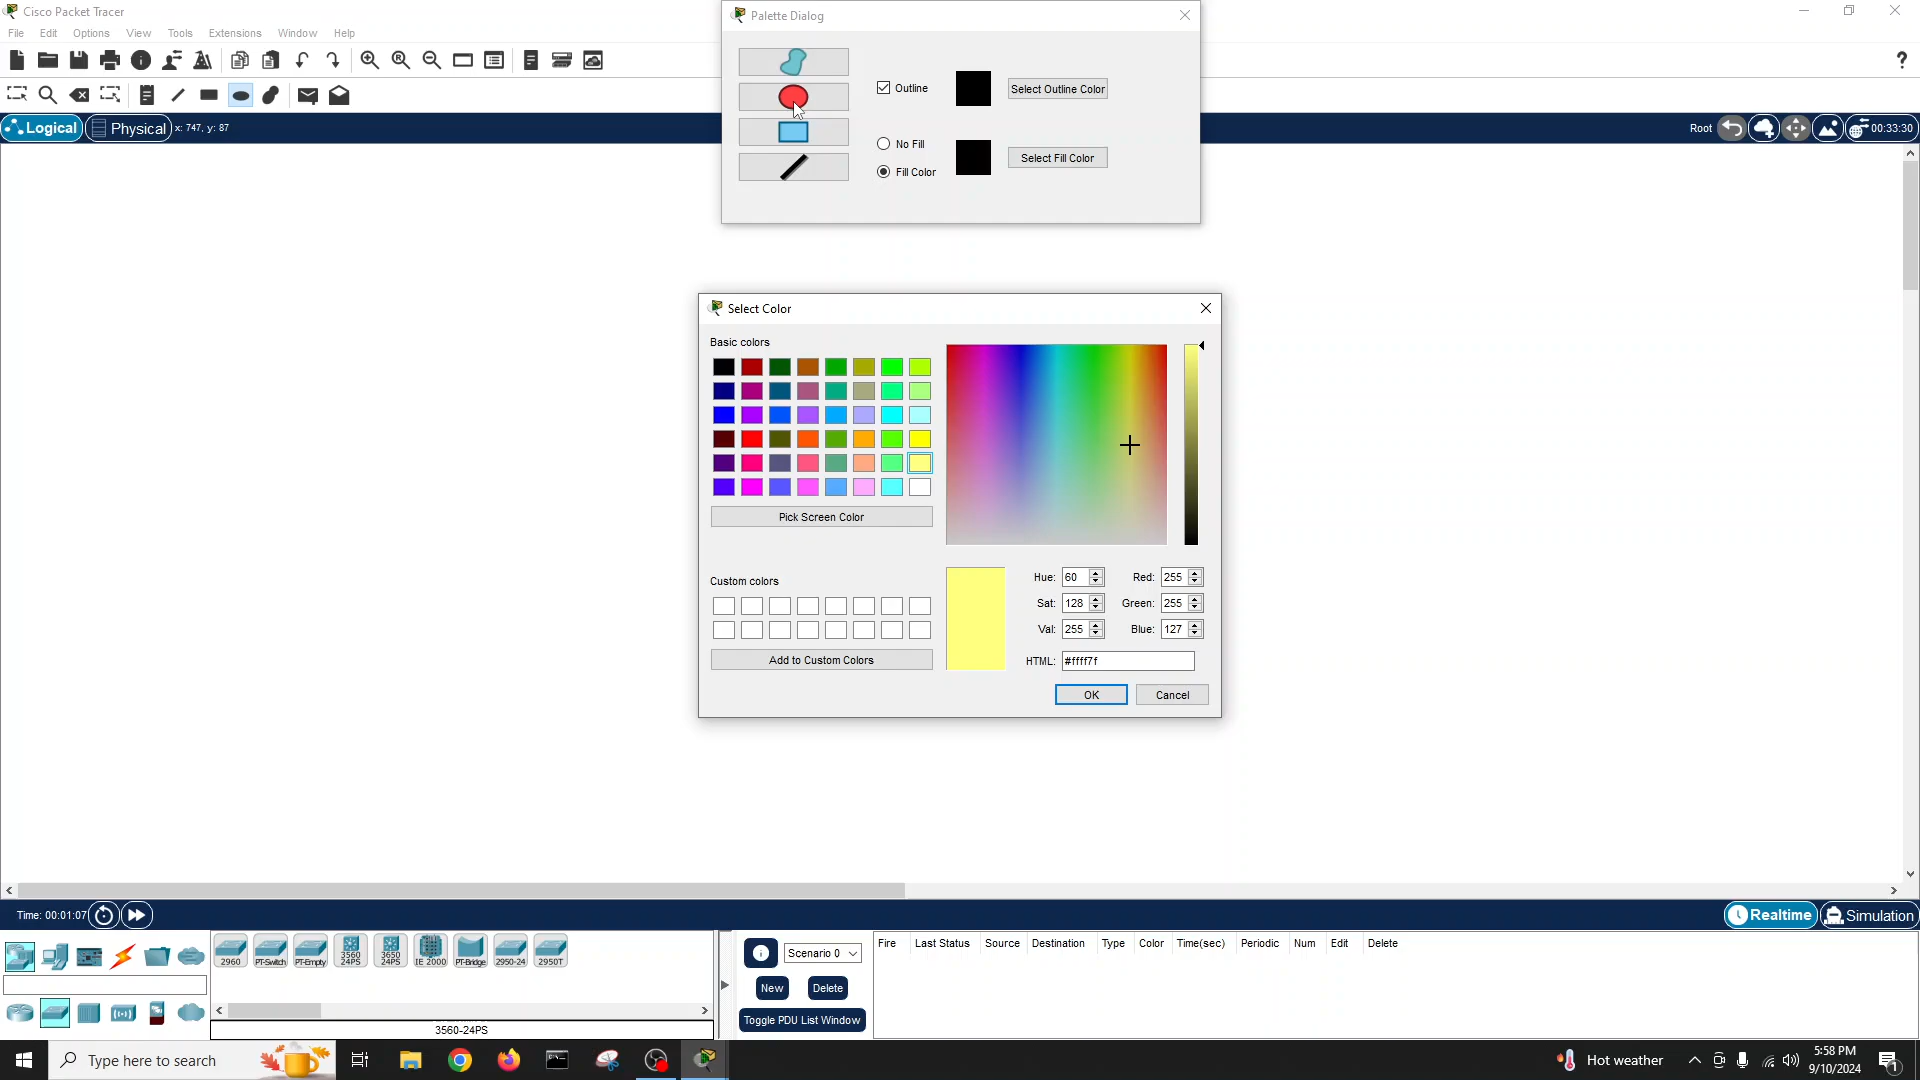 Cisco Packet Tracer
Palette Dialog
File Edit Options View Tools Extensions Window Help
Outline
Select Outline Color
No Fill
Fill Color
Select Fill Color
Logical
Physical
x: 747, y: 87
Root
00:33:30
Select Color
Basic colors
Pick Screen Color
Custom colors
Add to Custom Colors
Hue: 60 Red: 255
Sat: 128 Green: 255
Val: 255 Blue: 127
HTML: #ffff7f
OK Cancel
Time: 00:01:07
Realtime
Simulation
2960 PT-Switch PT-Empty 3560 24PS 3650 24PS IE 2000 PT-Bridge 2950-24 2950T
3560-24PS
Scenario 0
New Delete
Toggle PDU List Window
Fire Last Status Source Destination Type Color Time(sec) Periodic Num Edit Delete
Type here to search
Hot weather
5:58 PM
9/10/2024
1